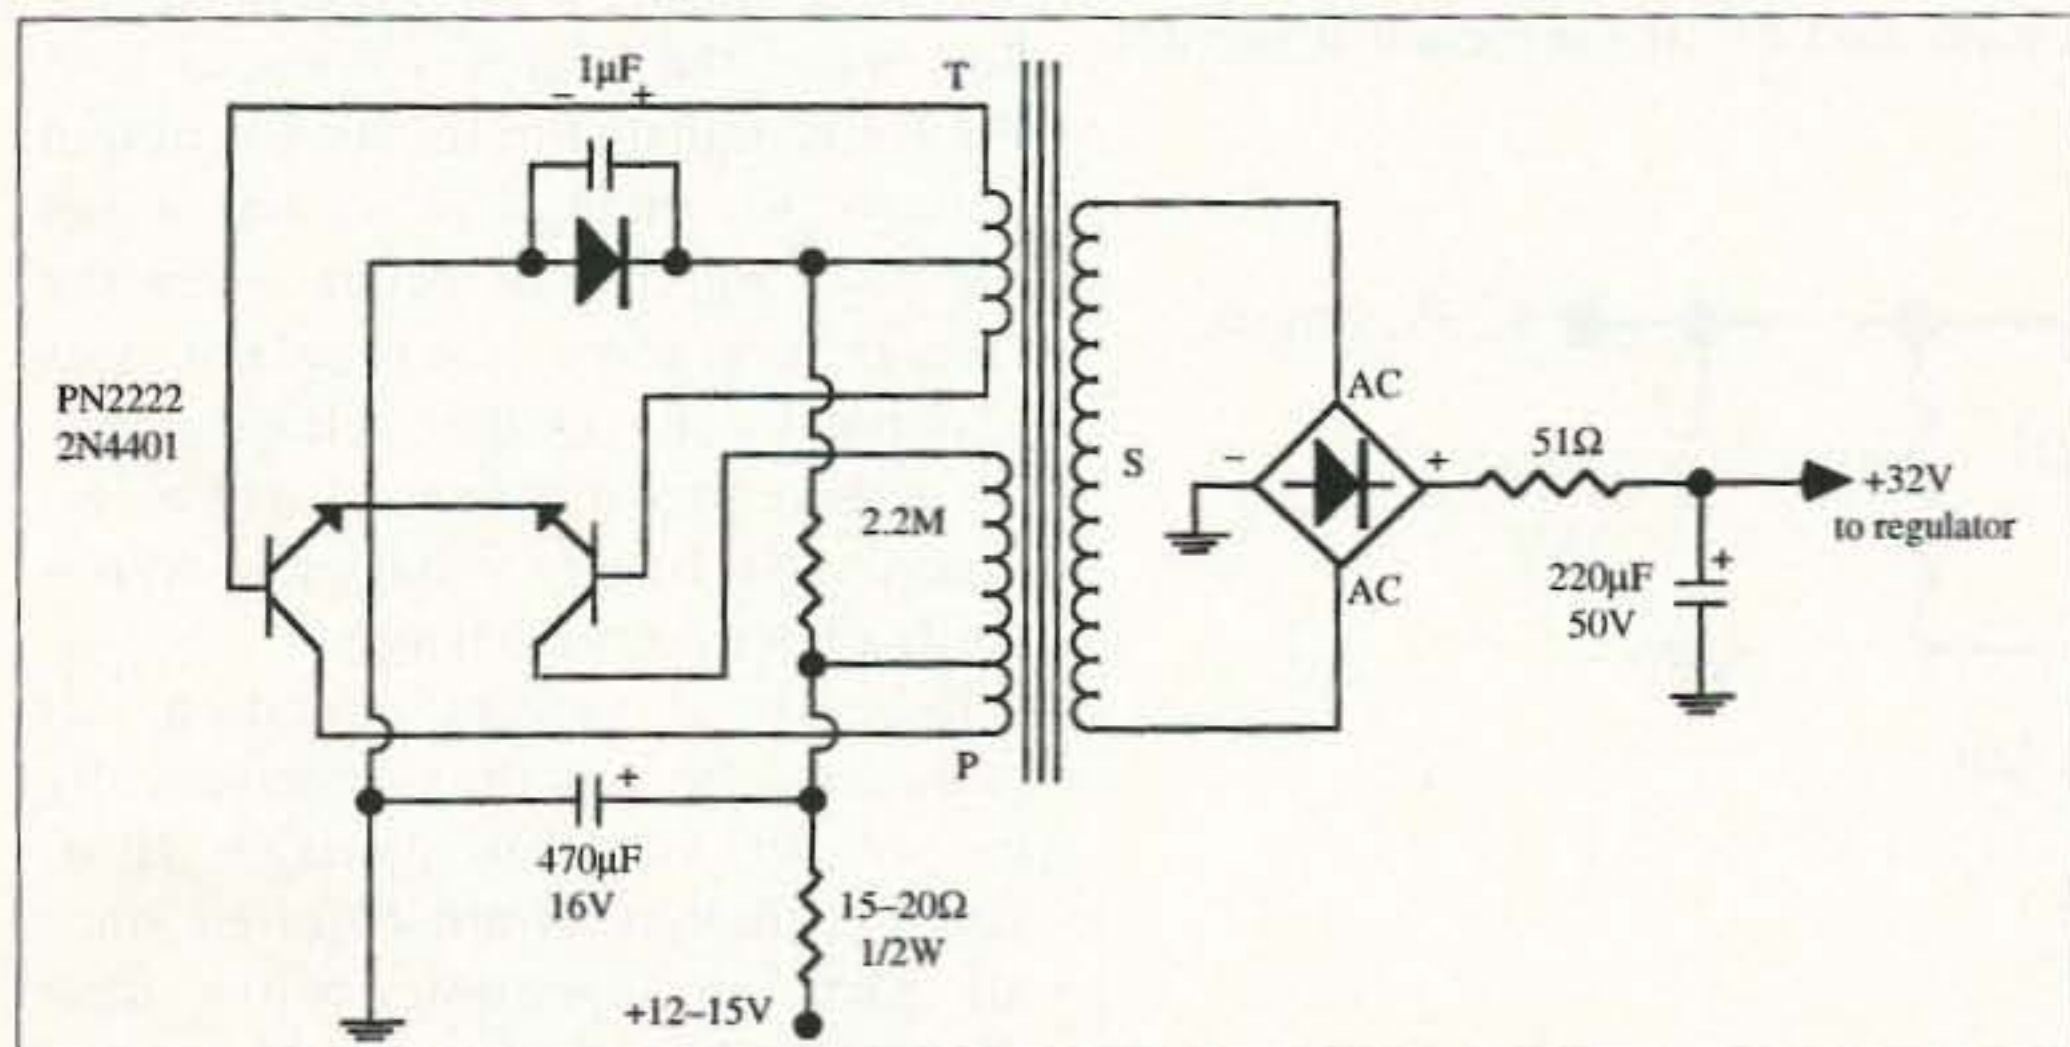 1µF
− +
T
PN2222
2N4401
2.2M
S
AC
− +
51Ω
+32V
to regulator
AC
220µF
50V
+
P
+
470µF
16V
15–20Ω
1/2W
+12–15V